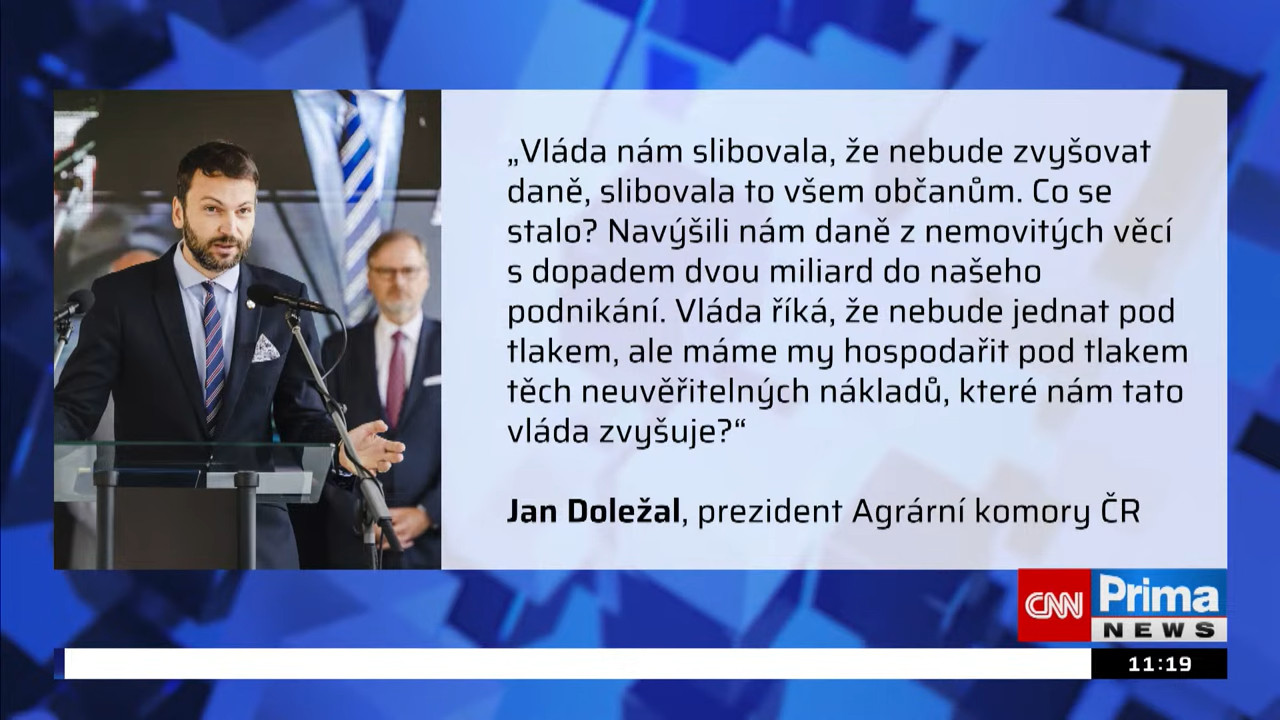 „Vláda nám slibovala, že nebude zvyšovat
daně, slibovala to všem občanům. Co se
stalo? Navýšili nám daně z nemovitých věcí
s dopadem dvou miliard do našeho
podnikání. Vláda říká, že nebude jednat pod
tlakem, ale máme my hospodařit pod tlakem
těch neuvěřitelných nákladů, které nám tato
vláda zvyšuje?“
Jan Doležal, prezident Agrární komory ČR
CNN Prima
NEWS
11:19